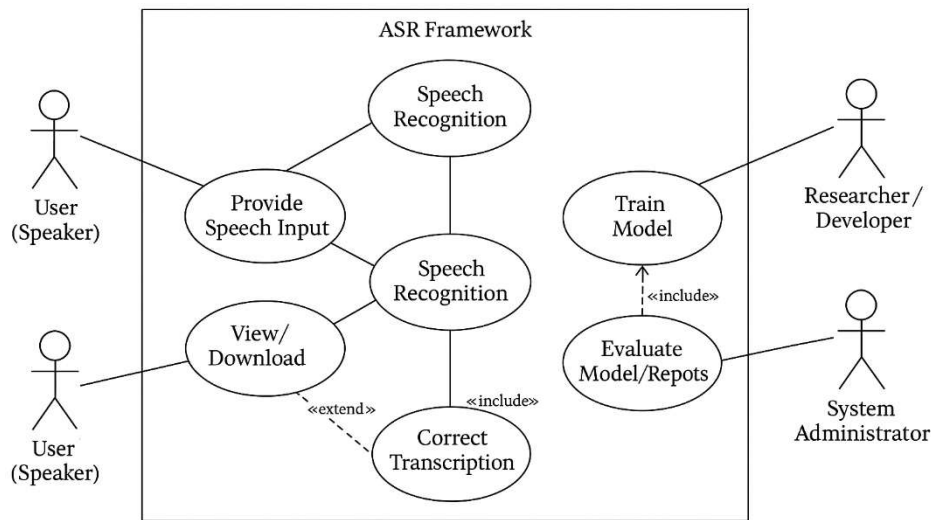 ASR Framework
Speech
Recognition
User
(Speaker)
Provide
Speech Input
Train
Model
Researcher /
Developer
Speech
Recognition
«include»
View/
Download
Evaluate
Model/Repots
User
(Speaker)
«extend»
«include»
Correct
Transcription
System
Administrator